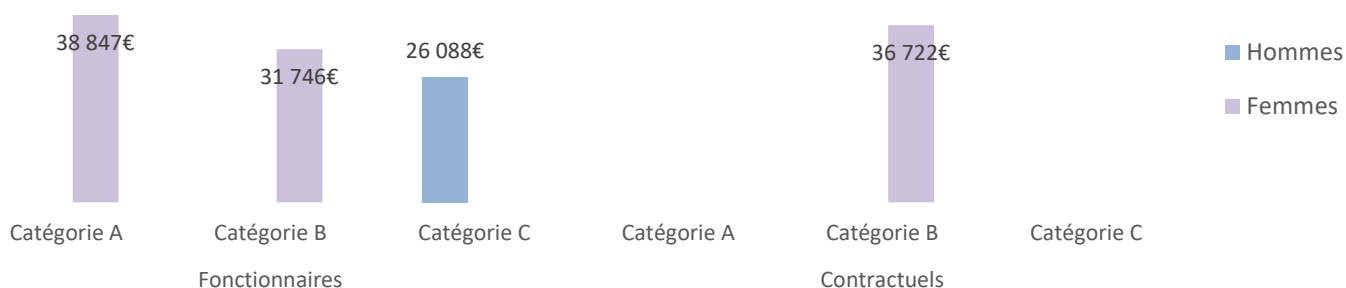 38 847€
31 746€
26 088€
36 722€
Hommes
Femmes
Catégorie A
Catégorie B
Catégorie C
Catégorie A
Catégorie B
Catégorie C
Fonctionnaires
Contractuels